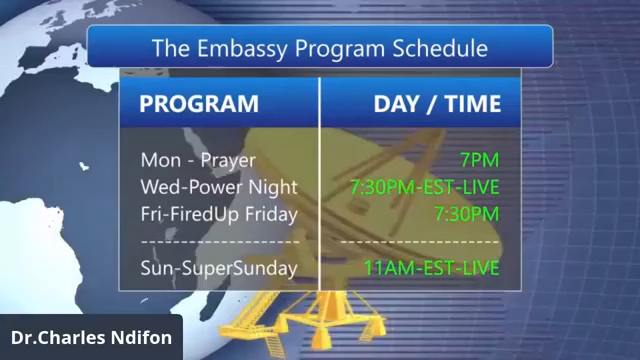 The Embassy Program Schedule
PROGRAM DAY / TIME
Mon - Prayer 7PM
Wed-Power Night 7:30PM-EST-LIVE
Fri-FiredUp Friday 7:30PM
------------------- -------------------
Sun-SuperSunday 11AM-EST-LIVE
Dr.Charles Ndifon